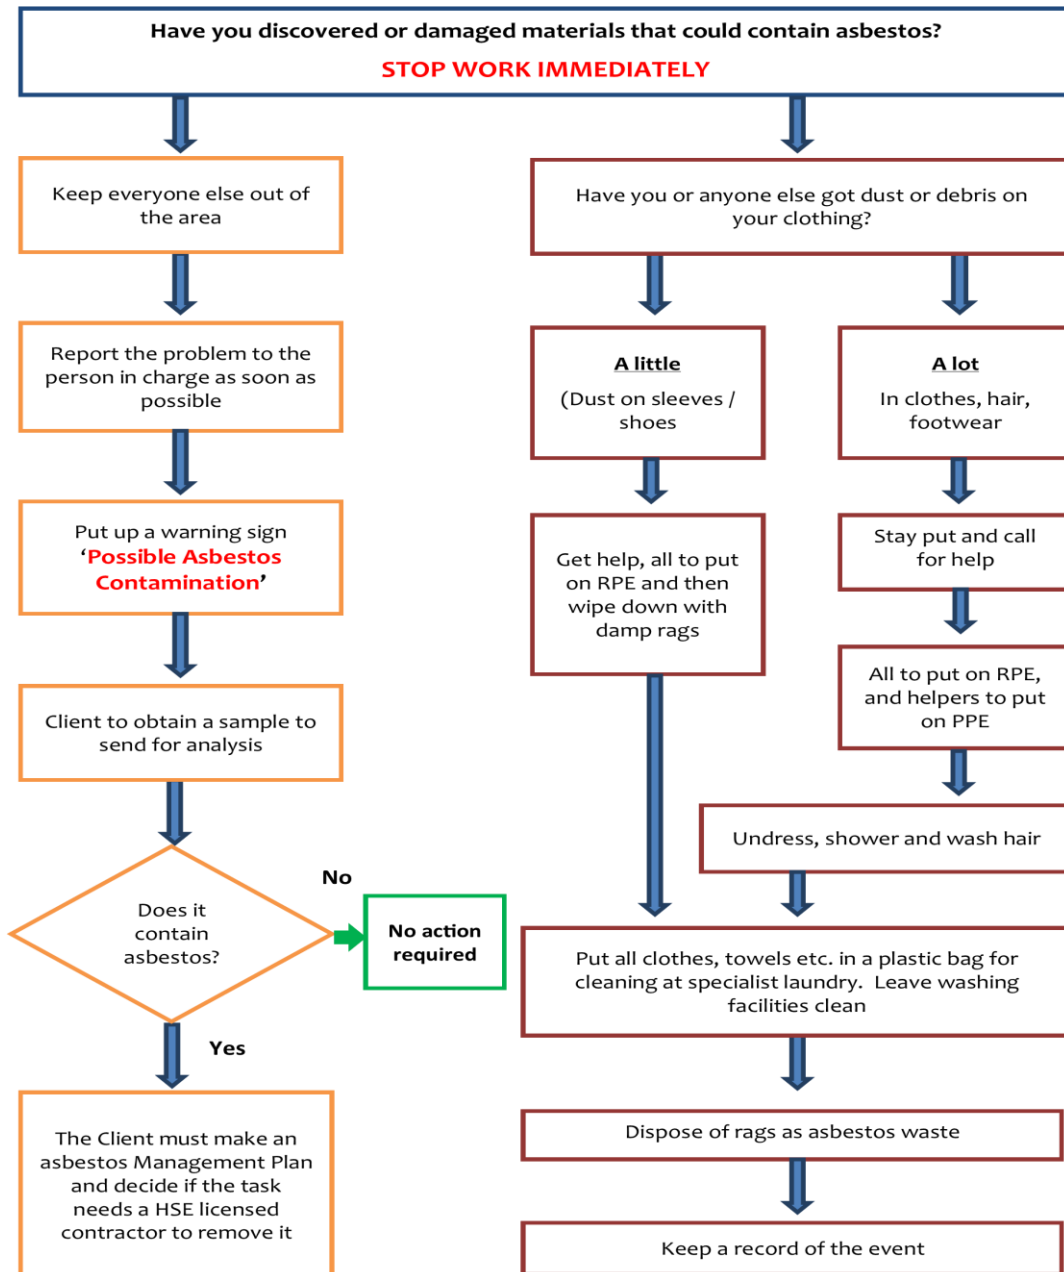 Have you discovered or damaged materials that could contain asbestos?
STOP WORK IMMEDIATELY
Keep everyone else out of
the area
Report the problem to the
person in charge as soon as
possible
Put up a warning sign
‘Possible Asbestos
Contamination’
Client to obtain a sample to
send for analysis
Does it
contain
asbestos?
No
No action
required
Yes
The Client must make an
asbestos Management Plan
and decide if the task
needs a HSE licensed
contractor to remove it
Have you or anyone else got dust or debris on
your clothing?
A little
(Dust on sleeves /
shoes
Get help, all to put
on RPE and then
wipe down with
damp rags
A lot
In clothes, hair,
footwear
Stay put and call
for help
All to put on RPE,
and helpers to put
on PPE
Undress, shower and wash hair
Put all clothes, towels etc. in a plastic bag for
cleaning at specialist laundry.  Leave washing
facilities clean
Dispose of rags as asbestos waste
Keep a record of the event